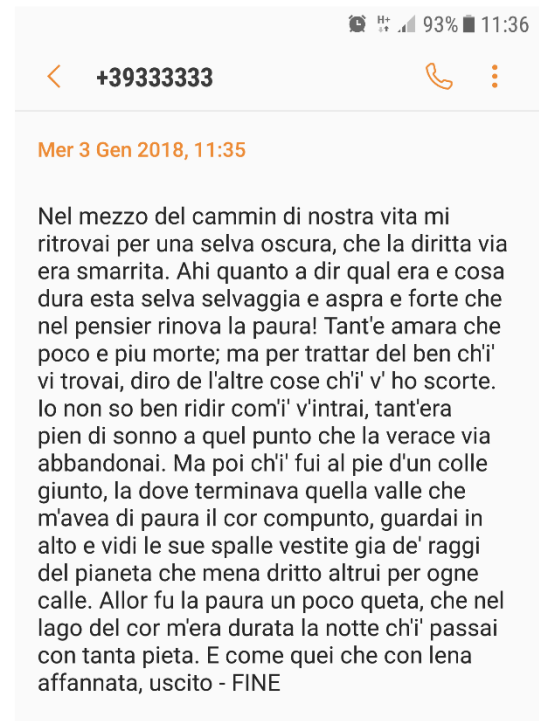 H+ 93% 11:36
+39333333
Mer 3 Gen 2018, 11:35
Nel mezzo del cammin di nostra vita mi
ritrovai per una selva oscura, che la diritta via
era smarrita. Ahi quanto a dir qual era e cosa
dura esta selva selvaggia e aspra e forte che
nel pensier rinova la paura! Tant'e amara che
poco e piu morte; ma per trattar del ben ch'i'
vi trovai, diro de l'altre cose ch'i' v' ho scorte.
Io non so ben ridir com'i' v'intrai, tant'era
pien di sonno a quel punto che la verace via
abbandonai. Ma poi ch'i' fui al pie d'un colle
giunto, la dove terminava quella valle che
m'avea di paura il cor compunto, guardai in
alto e vidi le sue spalle vestite gia de' raggi
del pianeta che mena dritto altrui per ogne
calle. Allor fu la paura un poco queta, che nel
lago del cor m'era durata la notte ch'i' passai
con tanta pieta. E come quei che con lena
affannata, uscito - FINE